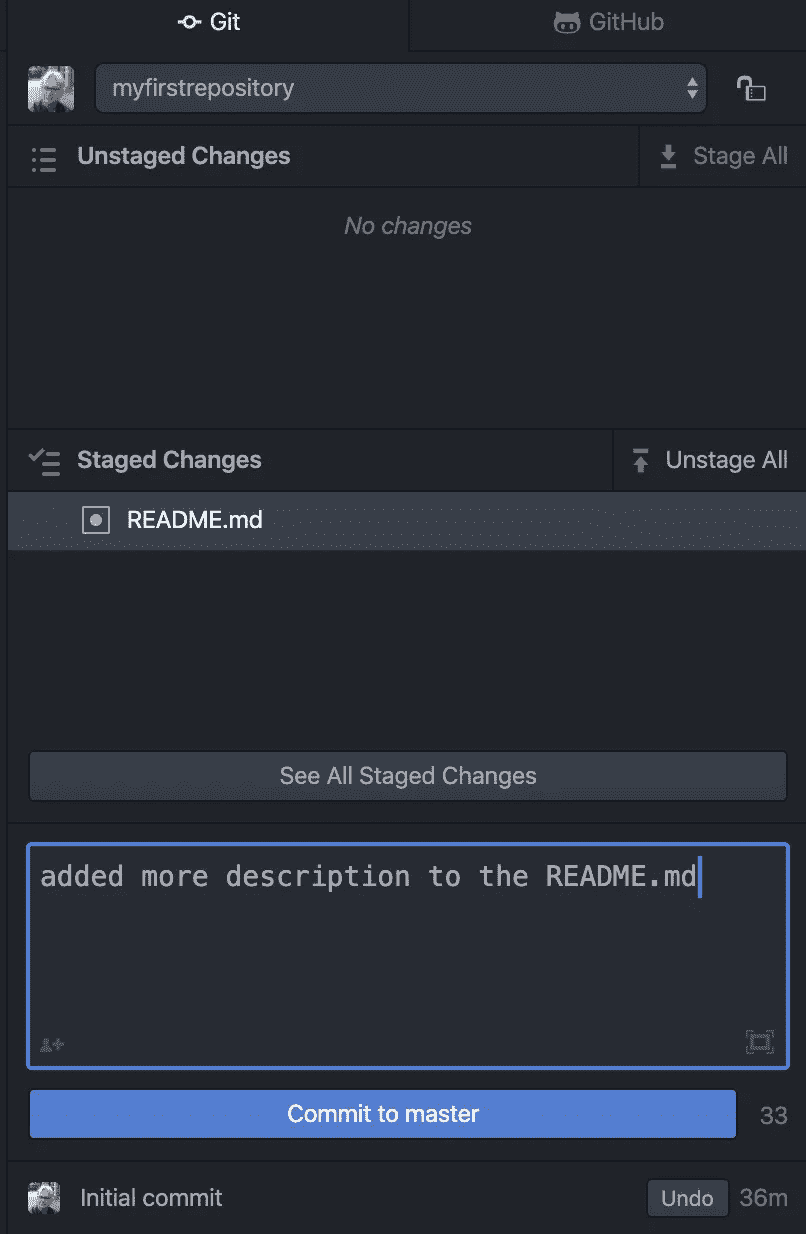 Git
GitHub
myfirstrepository
Unstaged Changes
Stage All
No changes
Staged Changes
Unstage All
README.md
See All Staged Changes
added more description to the README.md
Commit to master
33
Initial commit
Undo
36m